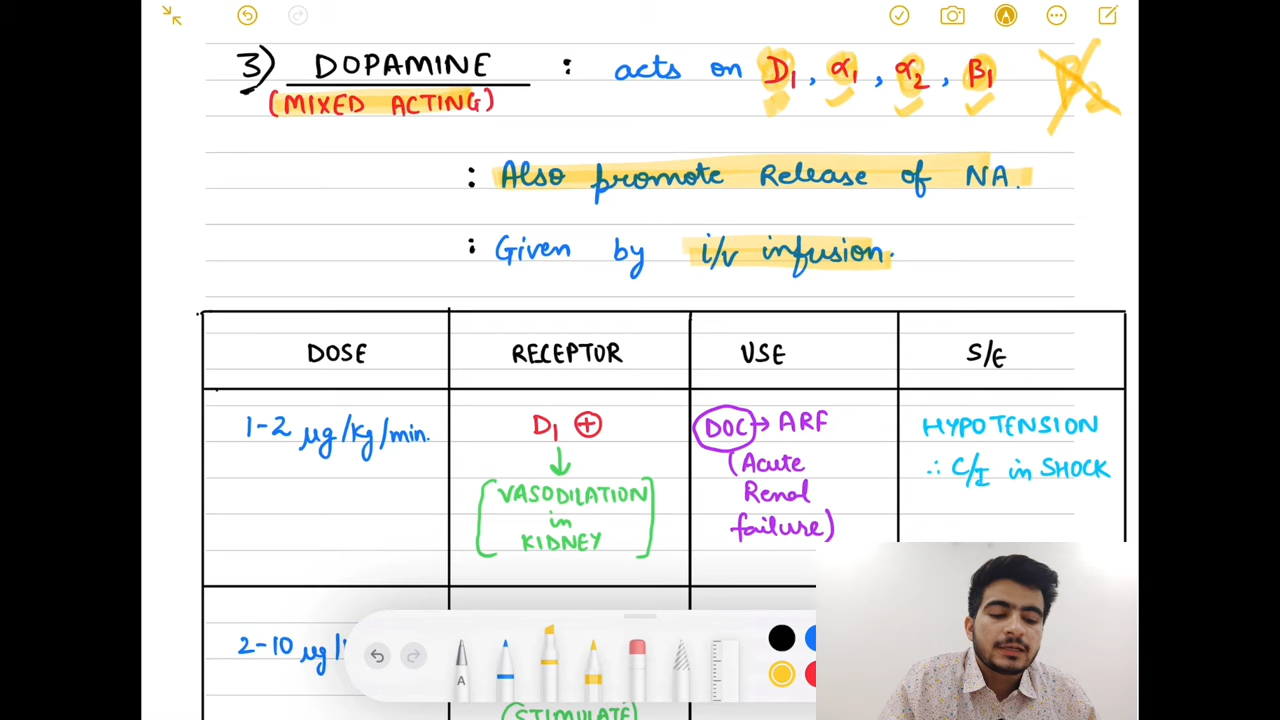 3) DOPAMINE : acts on D1, α1, α2, β1
(MIXED ACTING)
: Also promote Release of NA.
: Given by i/v infusion.
DOSE RECEPTOR USE S/E
1-2 µg/kg/min. D1 ⊕ DOC → ARF HYPOTENSION
↓ (Acute ∴ C/I in SHOCK
[VASODILATION Renal
in failure)
KIDNEY]
2-10 µg/
A
(STIMULATE)